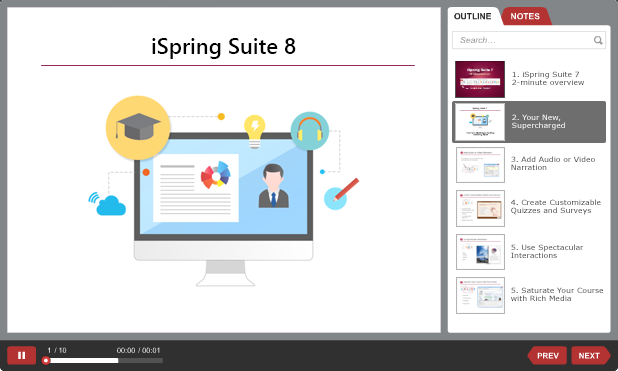 iSpring Suite 8
OUTLINE
NOTES
Search...
1. iSpring Suite 7
2-minute overview
2. Your New,
Supercharged
3. Add Audio or Video
Narration
4. Create Customizable
Quizzes and Surveys
5. Use Spectacular
Interactions
5. Saturate Your Course
with Rich Media
1 / 10
00:00 / 00:01
PREV
NEXT